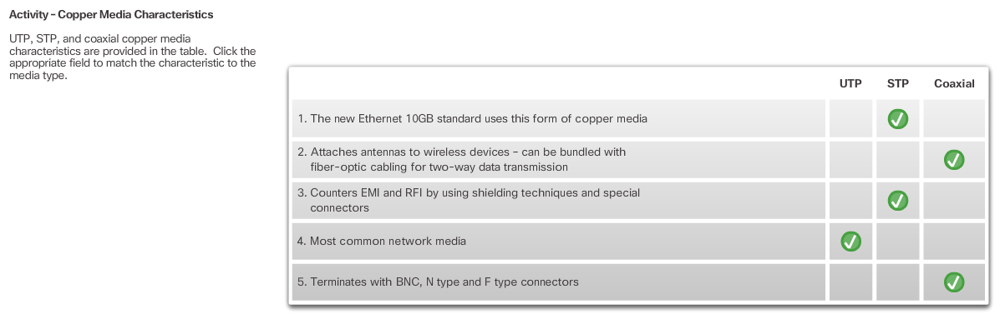 Activity – Copper Media Characteristics
UTP, STP, and coaxial copper media
characteristics are provided in the table. Click the
appropriate field to match the characteristic to the
media type.
UTP STP Coaxial
1. The new Ethernet 10GB standard uses this form of copper media
2. Attaches antennas to wireless devices – can be bundled with
fiber-optic cabling for two-way data transmission
3. Counters EMI and RFI by using shielding techniques and special
connectors
4. Most common network media
5. Terminates with BNC, N type and F type connectors